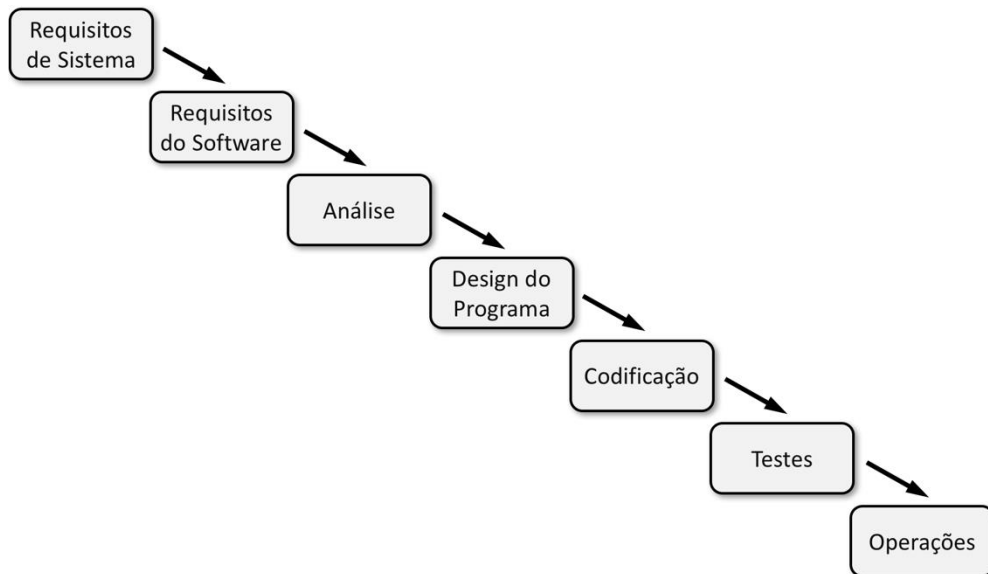 Requisitos
de Sistema
Requisitos
do Software
Análise
Design do
Programa
Codificação
Testes
Operações